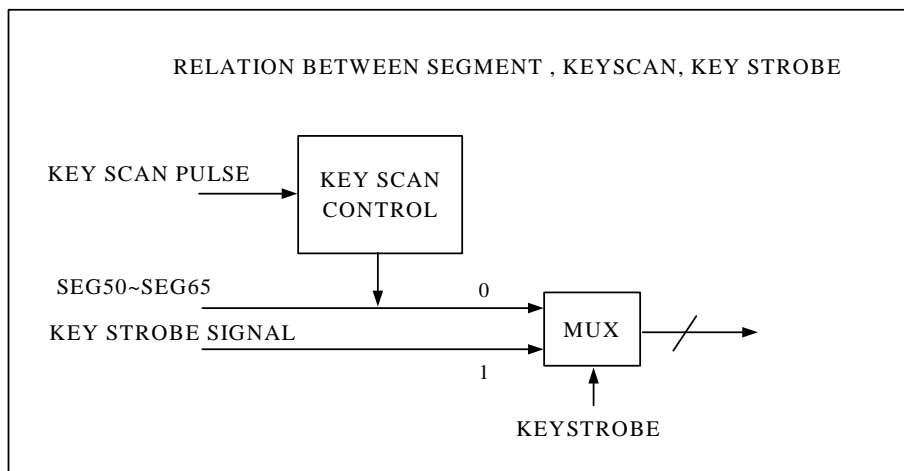 RELATION BETWEEN SEGMENT , KEYSCAN, KEY STROBE
KEY SCAN PULSE
KEY SCAN
CONTROL
SEG50~SEG65
0
KEY STROBE SIGNAL
MUX
1
KEYSTROBE